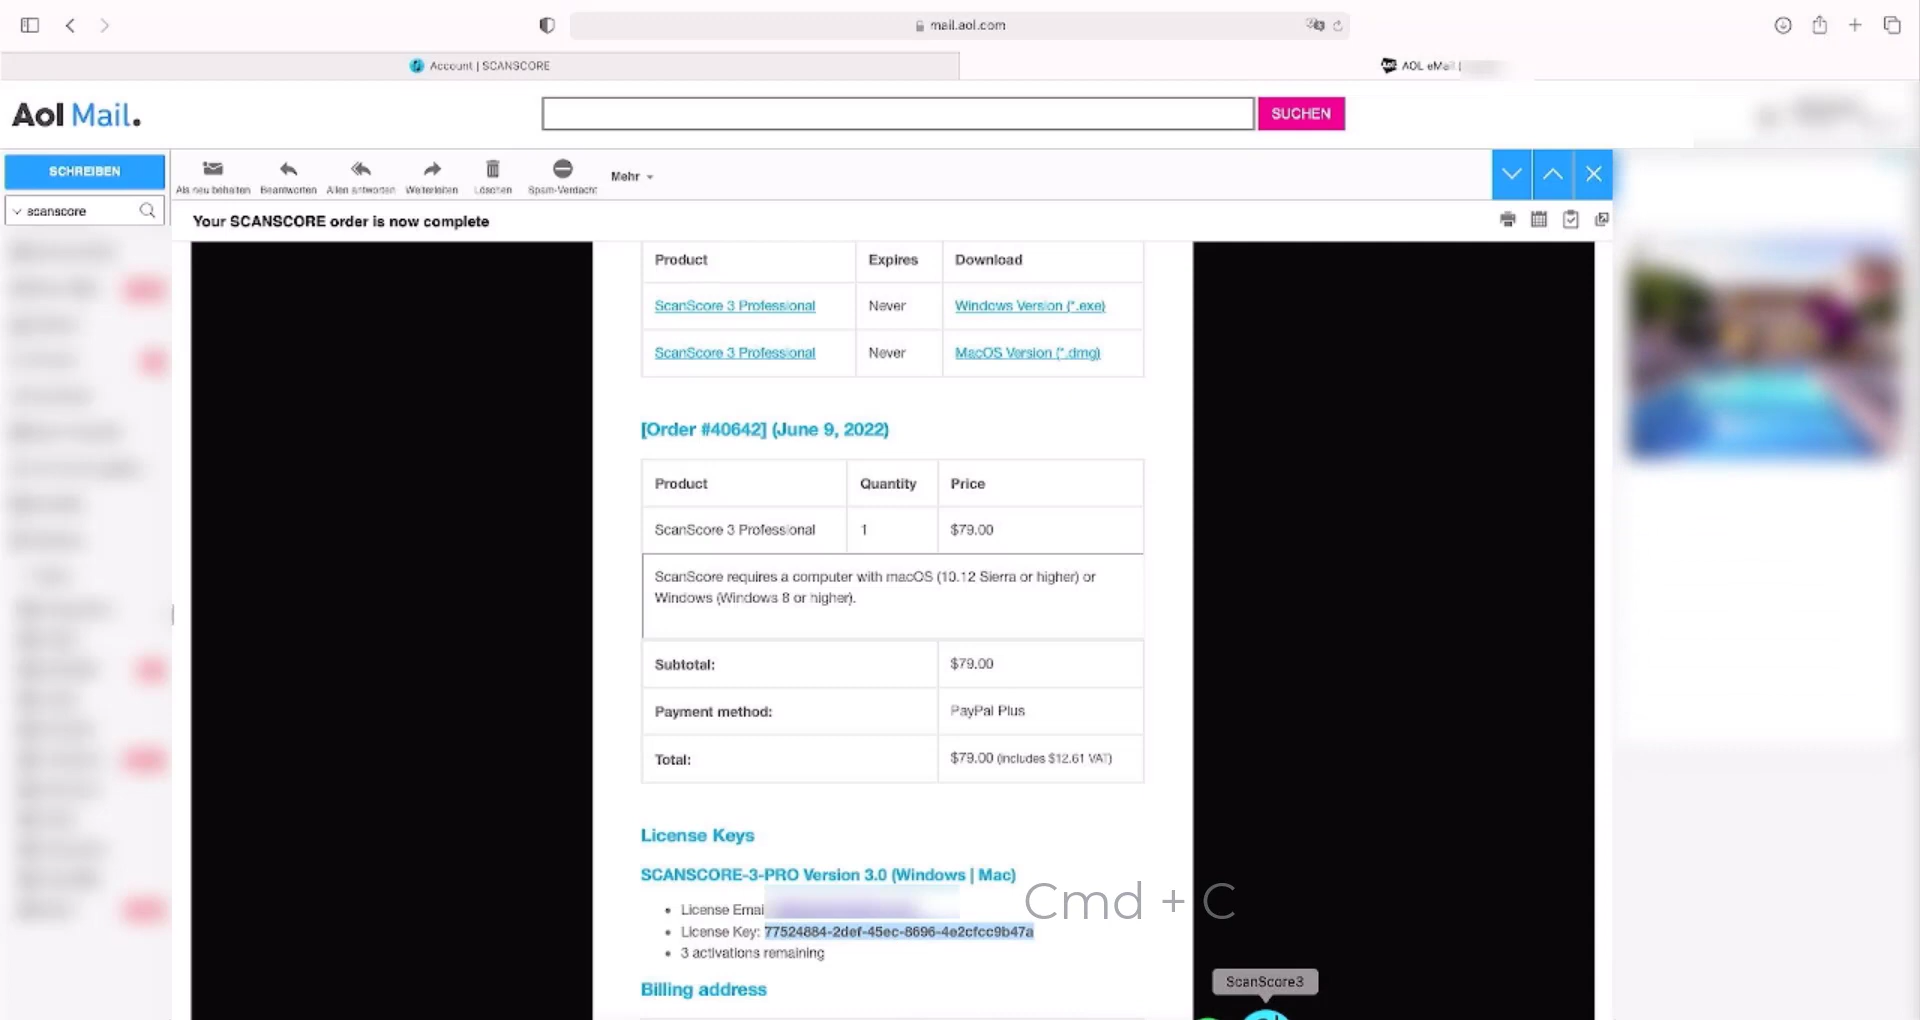 mail.aol.com
Account | SCANSCORE
AOL eMail |
Aol Mail.
SUCHEN
SCHREIBEN
Als neu behalten
Beantworten
Allen antworten
Weiterleiten
Löschen
Spam-Verdacht
Mehr
scanscore
Your SCANSCORE order is now complete
Product Expires Download
ScanScore 3 Professional Never Windows Version (*.exe)
ScanScore 3 Professional Never MacOS Version (*.dmg)
[Order #40642] (June 9, 2022)
Product Quantity Price
ScanScore 3 Professional 1 $79.00
ScanScore requires a computer with macOS (10.12 Sierra or higher) or
Windows (Windows 8 or higher).
Subtotal: $79.00
Payment method: PayPal Plus
Total: $79.00 (includes $12.61 VAT)
License Keys
SCANSCORE-3-PRO Version 3.0 (Windows | Mac)
Cmd + C
• License Emai
• License Key: 77524884-2def-45ec-8696-4e2cfcc9b47a
• 3 activations remaining
ScanScore3
Billing address